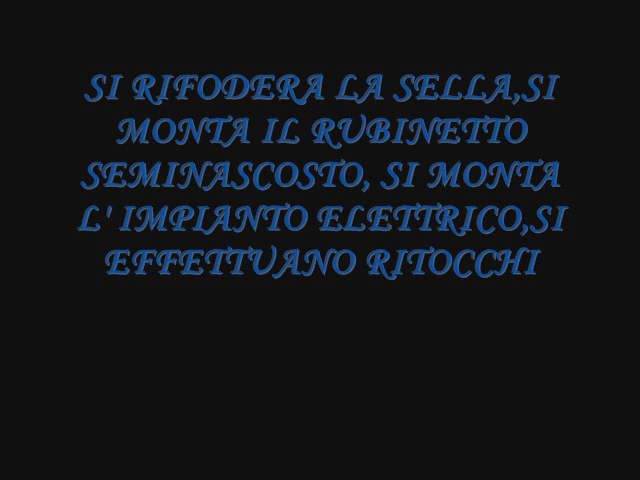 SI RIFODERA LA SELLA,SI
MONTA IL RUBINETTO
SEMINASCOSTO, SI MONTA
L' IMPIANTO ELETTRICO,SI
EFFETTUANO RITOCCHI